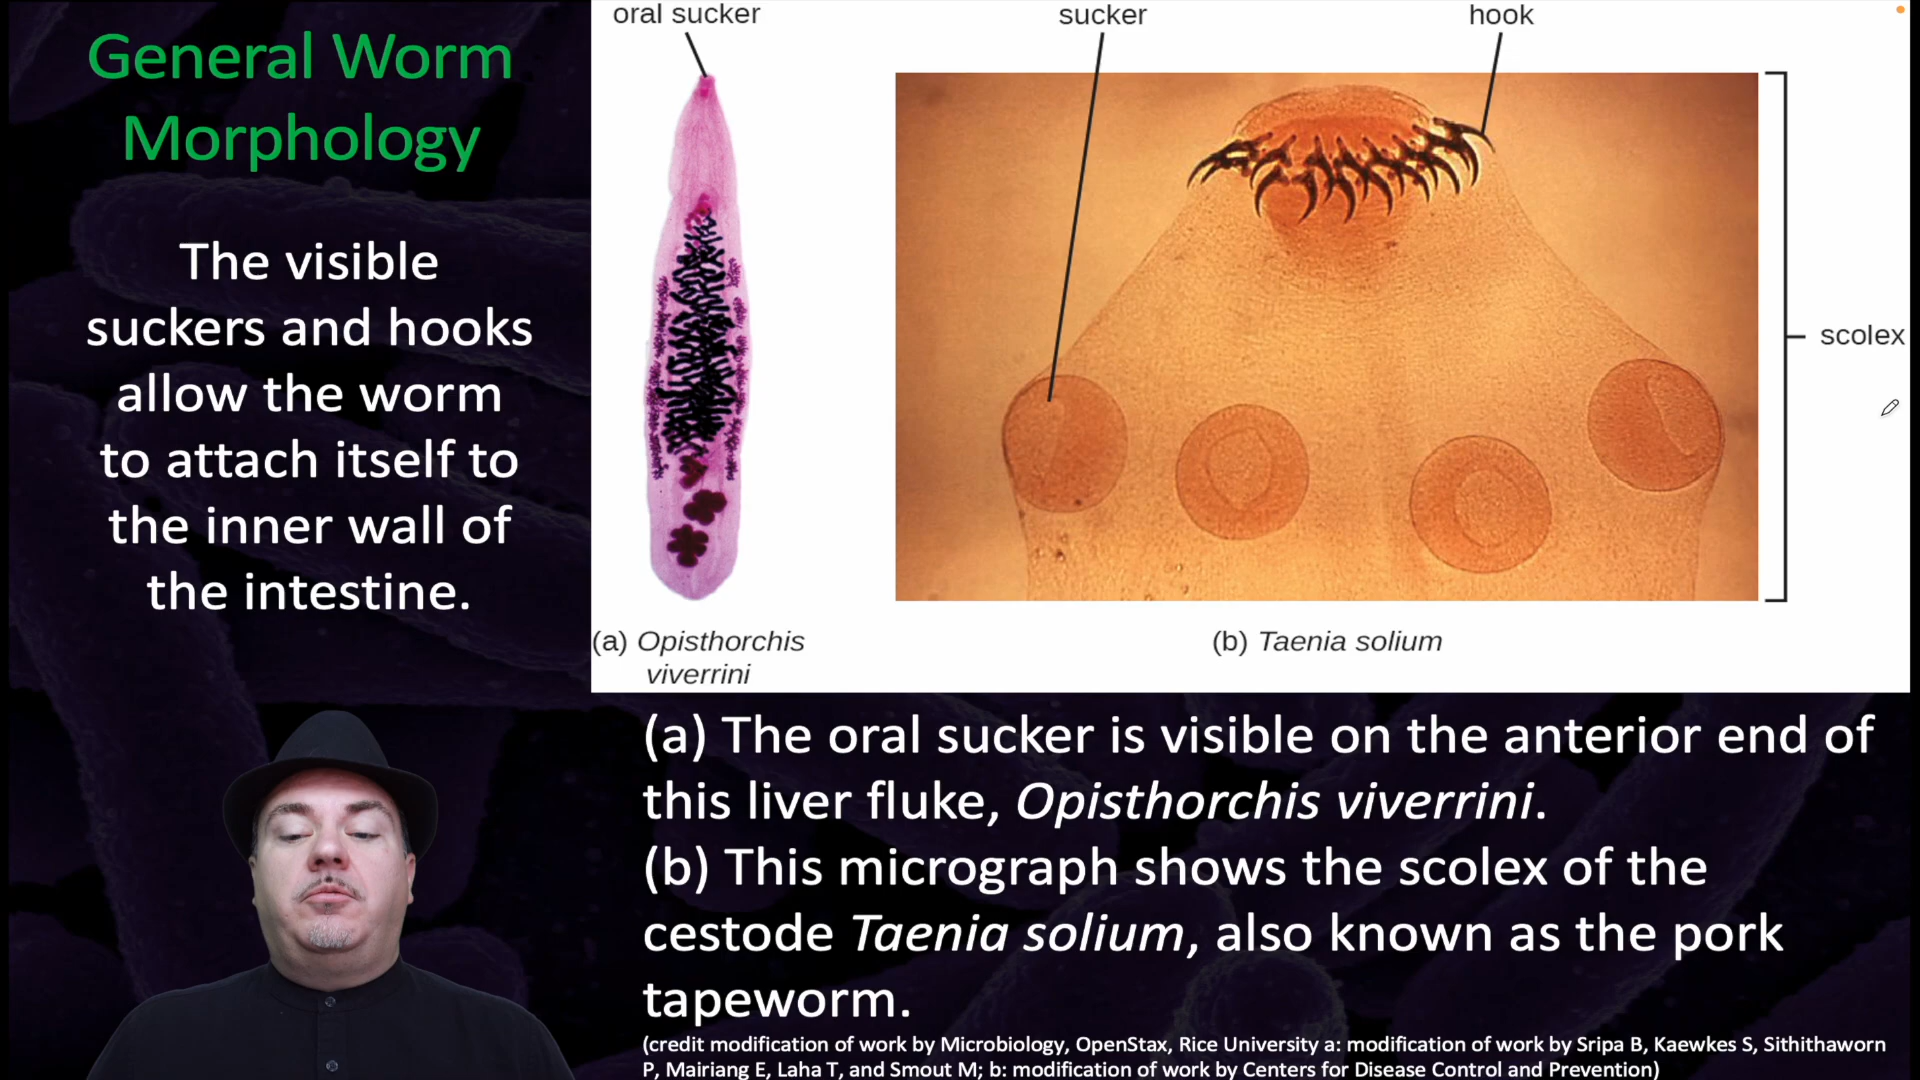 General Worm
Morphology
The visible
suckers and hooks
allow the worm
to attach itself to
the inner wall of
the intestine.
oral sucker
sucker
hook
scolex
(a) Opisthorchis
viverrini
(b) Taenia solium
(a) The oral sucker is visible on the anterior end of
this liver fluke, Opisthorchis viverrini.
(b) This micrograph shows the scolex of the
cestode Taenia solium, also known as the pork
tapeworm.
(credit modification of work by Microbiology, OpenStax, Rice University a: modification of work by Sripa B, Kaewkes S, Sithithaworn
P, Mairiang E, Laha T, and Smout M; b: modification of work by Centers for Disease Control and Prevention)